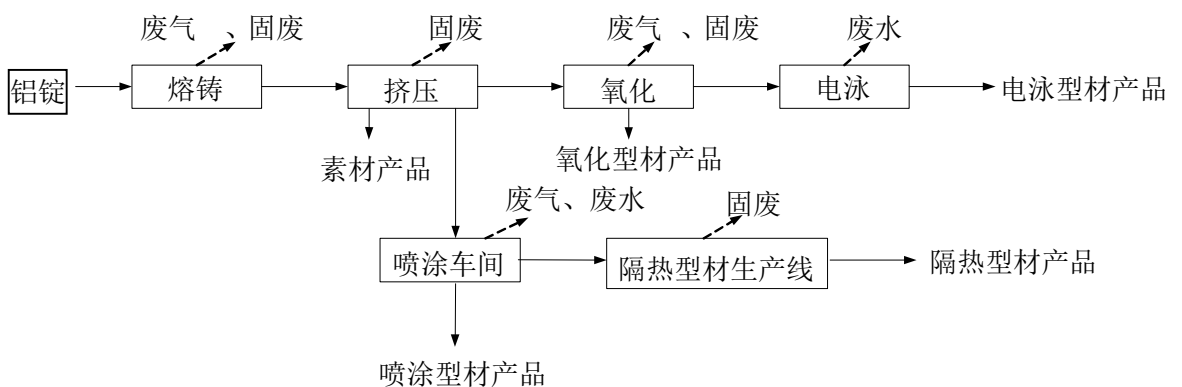 废气 、固废
固废
废气 、固废
废水
铝锭
熔铸
挤压
氧化
电泳
电泳型材产品
素材产品
氧化型材产品
废气、废水
固废
喷涂车间
隔热型材生产线
隔热型材产品
喷涂型材产品